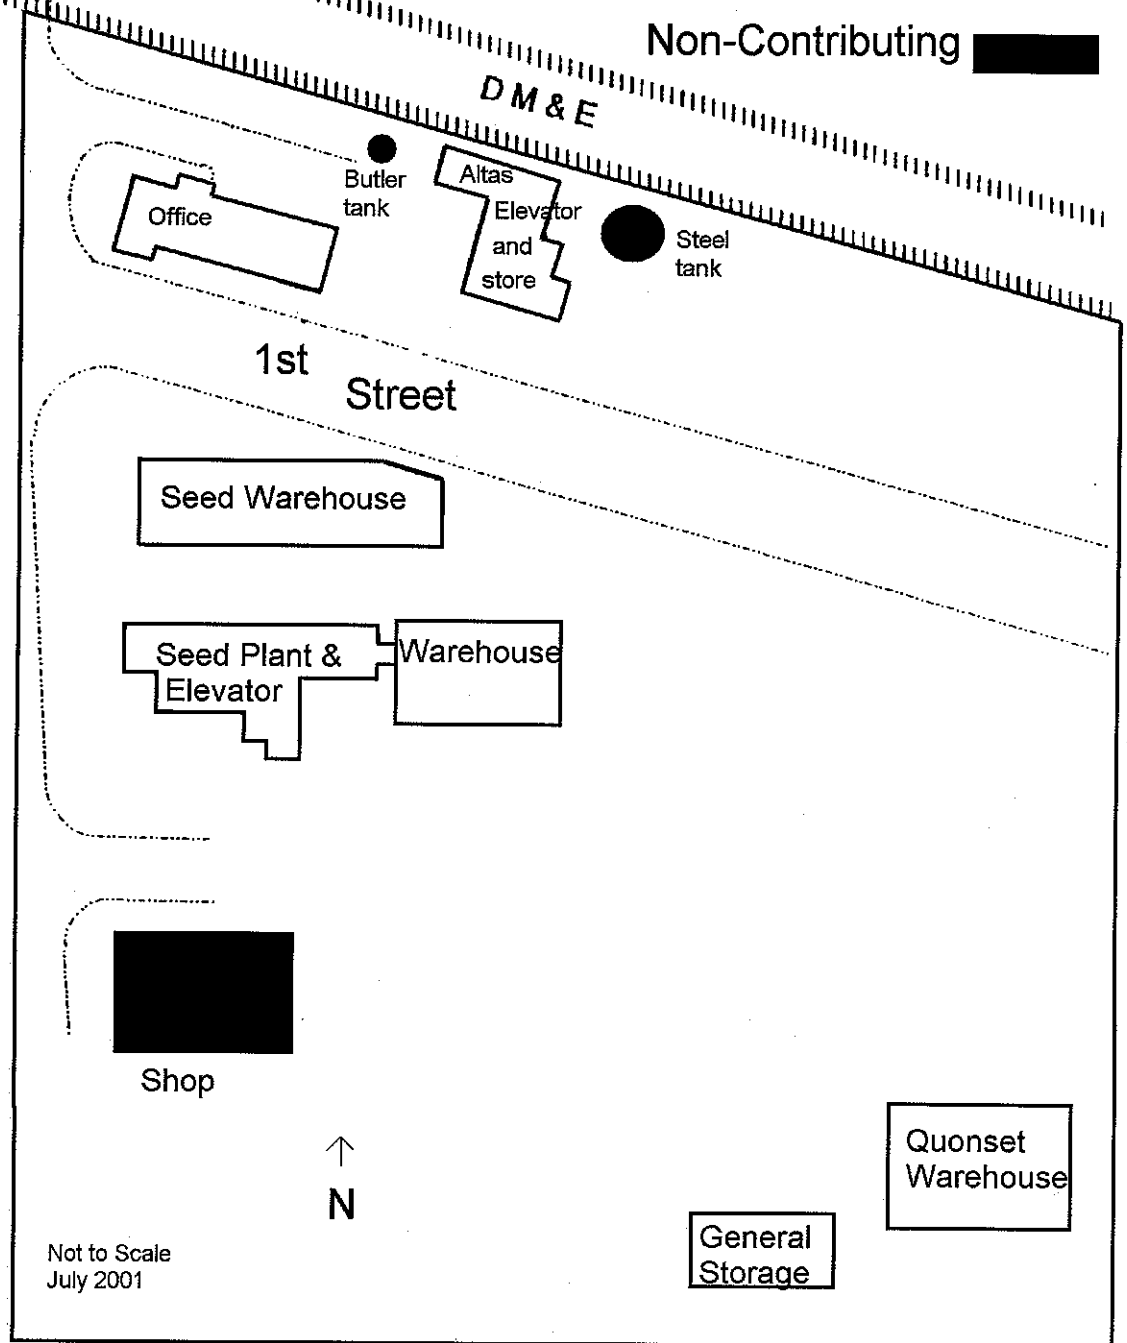 Non-Contributing
DM&E
Butler
tank
Altas
Elevator
and
store
Office
Steel
tank
1st
Street
Seed Warehouse
Seed Plant &
Elevator
Warehouse
Shop
Quonset
Warehouse
General
Storage
N
Not to Scale
July 2001